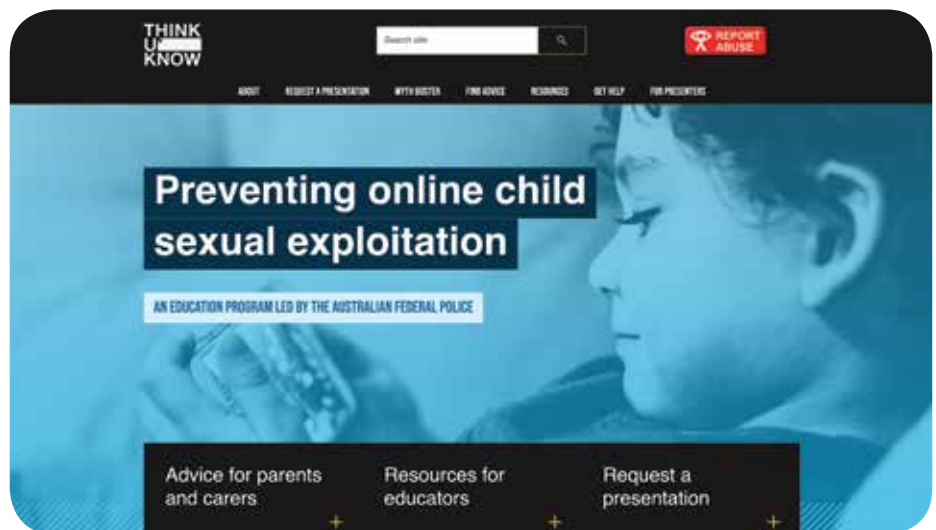 THINK
U
KNOW
Search site
REPORT
ABUSE
ABOUT REQUEST A PRESENTATION MYTH BUSTER FIND ADVICE RESOURCES GET HELP FOR PRESENTERS
Preventing online child
sexual exploitation
AN EDUCATION PROGRAM LED BY THE AUSTRALIAN FEDERAL POLICE
Advice for parents
and carers
+
Resources for
educators
+
Request a
presentation
+